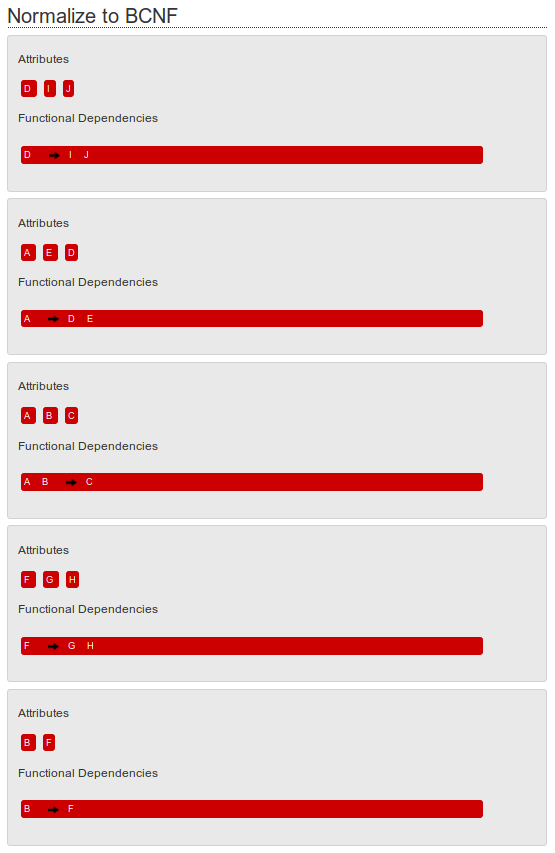 Normalize to BCNF
Attributes
D I J
Functional Dependencies
D ➡ I J
Attributes
A E D
Functional Dependencies
A ➡ D E
Attributes
A B C
Functional Dependencies
A B ➡ C
Attributes
F G H
Functional Dependencies
F ➡ G H
Attributes
B F
Functional Dependencies
B ➡ F